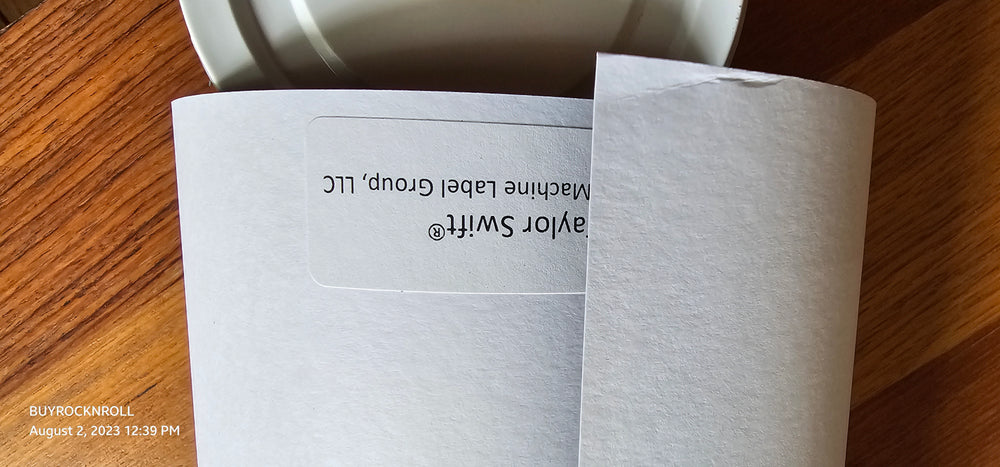 aylor Swift®
Machine Label Group, LLC
BUYROCKNROLL
August 2, 2023 12:39 PM